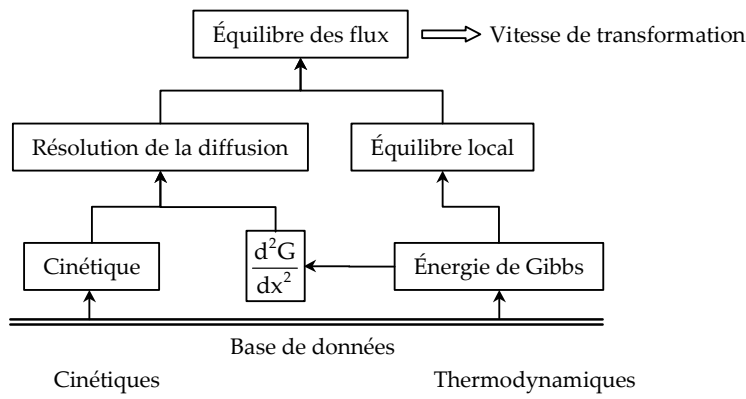 Équilibre des flux
Vitesse de transformation
Résolution de la diffusion
Équilibre local
Cinétique
d²G
dx²
Énergie de Gibbs
Base de données
Cinétiques
Thermodynamiques